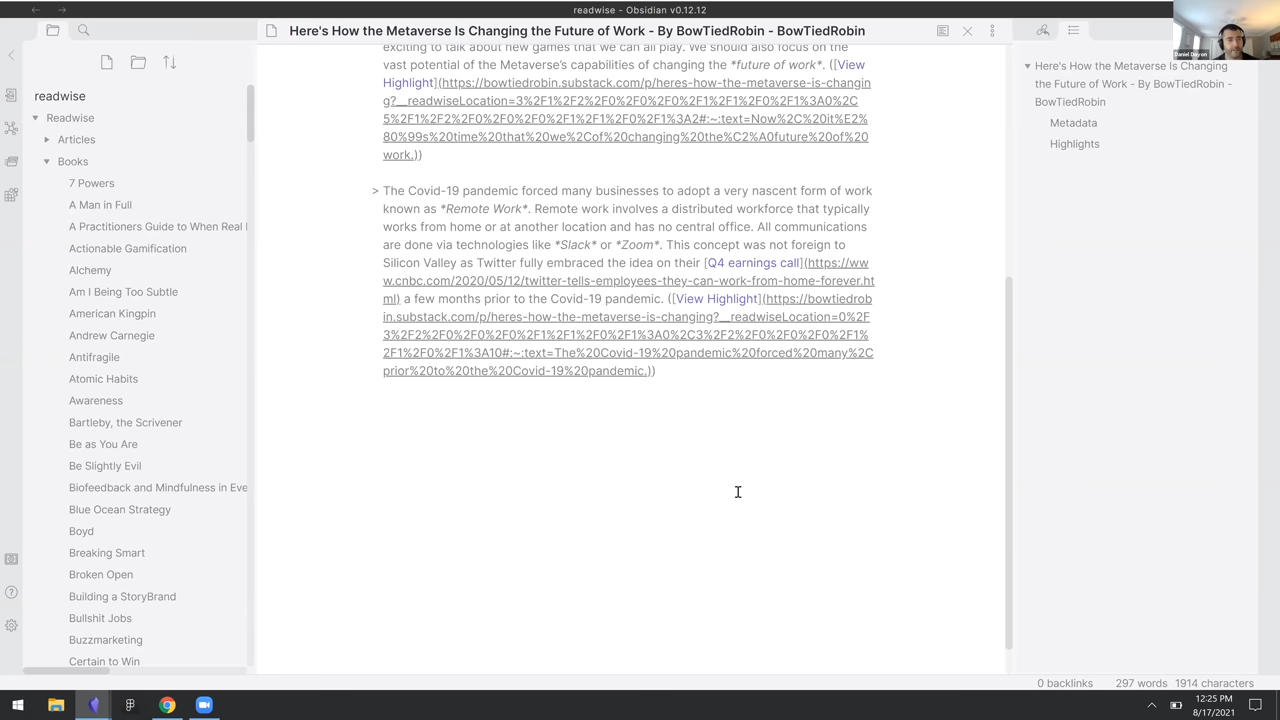 readwise - Obsidian v0.12.12
Here's How the Metaverse Is Changing the Future of Work - By BowTiedRobin - BowTiedRobin
Daniel Doyon
readwise
Readwise
Articles
Books
7 Powers
A Man in Full
A Practitioners Guide to When Real I
Actionable Gamification
Alchemy
Am I Being Too Subtle
American Kingpin
Andrew Carnegie
Antifragile
Atomic Habits
Awareness
Bartleby, the Scrivener
Be as You Are
Be Slightly Evil
Biofeedback and Mindfulness in Eve
Blue Ocean Strategy
Boyd
Breaking Smart
Broken Open
Building a StoryBrand
Bullshit Jobs
Buzzmarketing
Certain to Win
exciting to talk about new games that we can all play. We should also focus on the
vast potential of the Metaverse's capabilities of changing the *future of work*. ([View
Highlight](https://bowtiedrobin.substack.com/p/heres-how-the-metaverse-is-changin
g?__readwiseLocation=3%2F1%2F2%2F0%2F0%2F0%2F1%2F1%2F0%2F1%3A0%2C
5%2F1%2F2%2F0%2F0%2F0%2F1%2F1%2F0%2F1%3A2#:~:text=Now%2C%20it%E2%
80%99s%20time%20that%20we%2Cof%20changing%20the%C2%A0future%20of%20
work.))
> The Covid-19 pandemic forced many businesses to adopt a very nascent form of work
known as *Remote Work*. Remote work involves a distributed workforce that typically
works from home or at another location and has no central office. All communications
are done via technologies like *Slack* or *Zoom*. This concept was not foreign to
Silicon Valley as Twitter fully embraced the idea on their [Q4 earnings call](https://ww
w.cnbc.com/2020/05/12/twitter-tells-employees-they-can-work-from-home-forever.ht
ml) a few months prior to the Covid-19 pandemic. ([View Highlight](https://bowtiedrob
in.substack.com/p/heres-how-the-metaverse-is-changing?__readwiseLocation=0%2F
3%2F2%2F0%2F0%2F0%2F1%2F1%2F0%2F1%3A0%2C3%2F2%2F0%2F0%2F0%2F1%
2F1%2F0%2F1%3A10#:~:text=The%20Covid-19%20pandemic%20forced%20many%2C
prior%20to%20the%20Covid-19%20pandemic.))
Here's How the Metaverse Is Changing
the Future of Work - By BowTiedRobin -
BowTiedRobin
Metadata
Highlights
0 backlinks 297 words 1914 characters
12:25 PM
8/17/2021